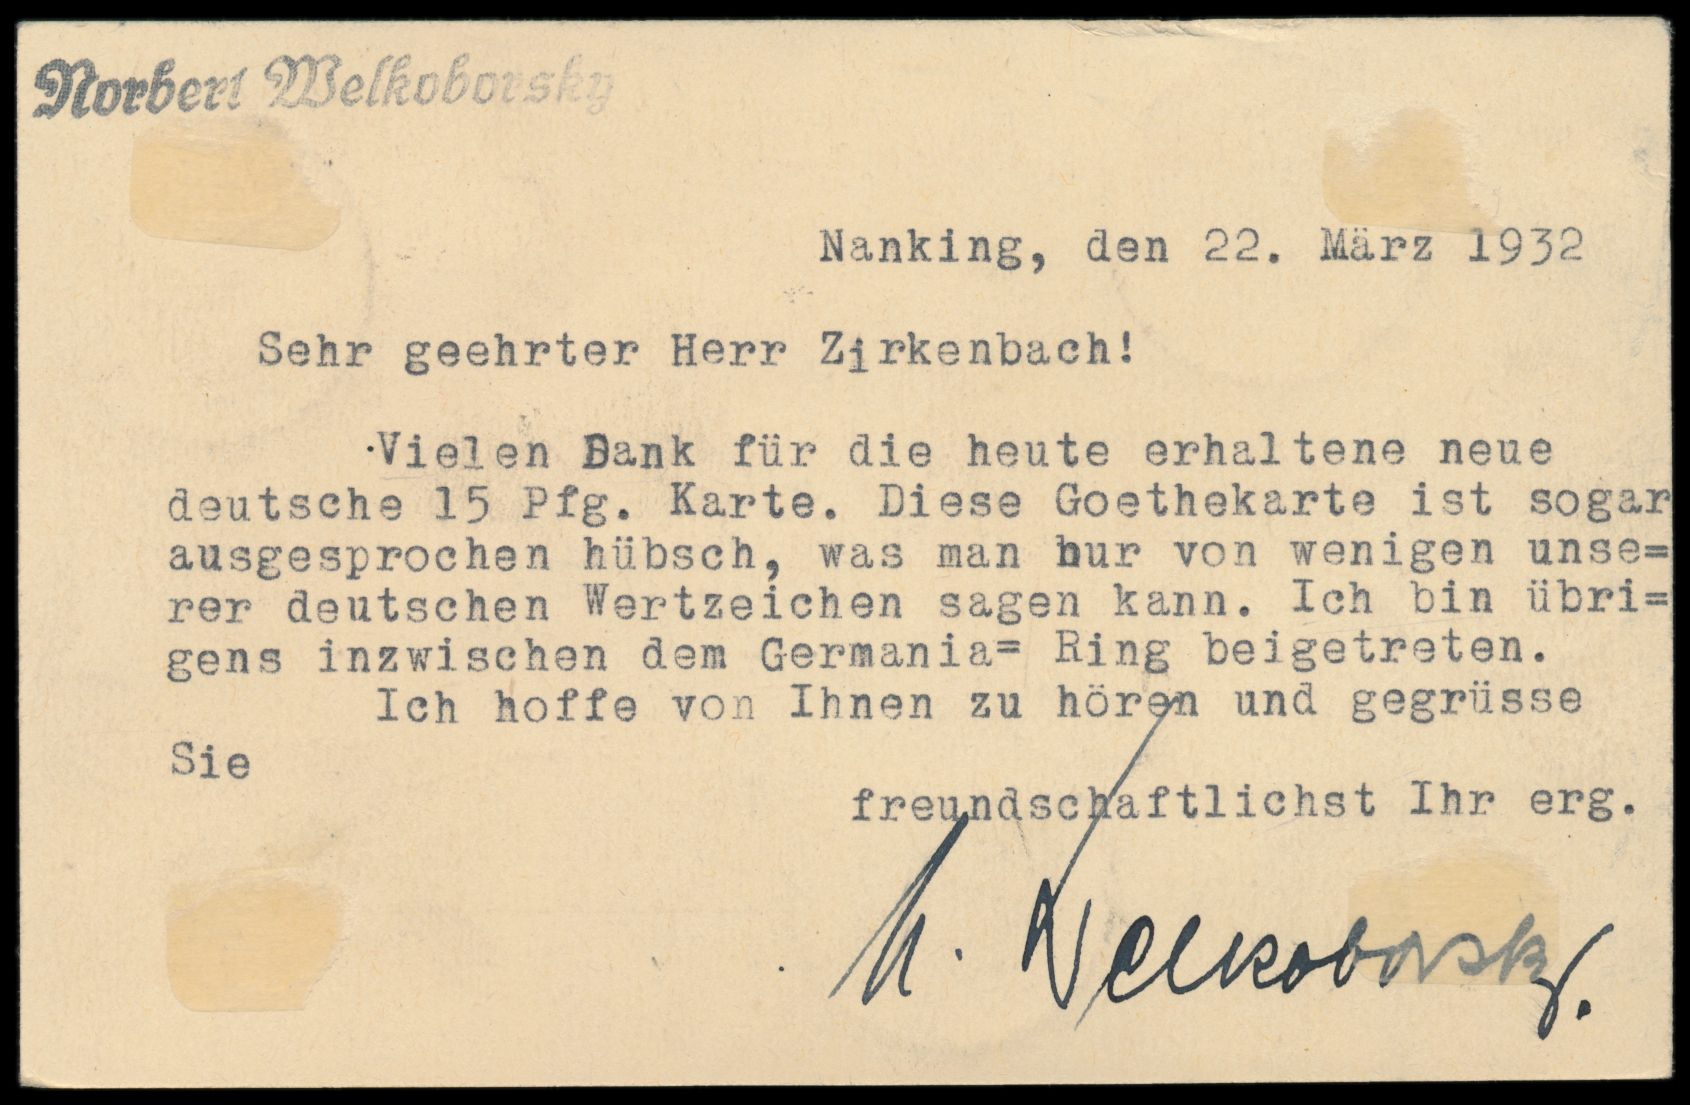 Norbert Welkoborsky
Nanking, den 22. März 1932
Sehr geehrter Herr Zirkenbach!
Vielen Dank für die heute erhaltene neue
deutsche 15 Pfg. Karte. Diese Goethekarte ist sogar
ausgesprochen hübsch, was man nur von wenigen unse=
rer deutschen Wertzeichen sagen kann. Ich bin übri=
gens inzwischen dem Germania= Ring beigetreten.
Ich hoffe von Ihnen zu hören und gegrüsse
Sie
freundschaftlichst Ihr erg.
N. Welkoborsky.